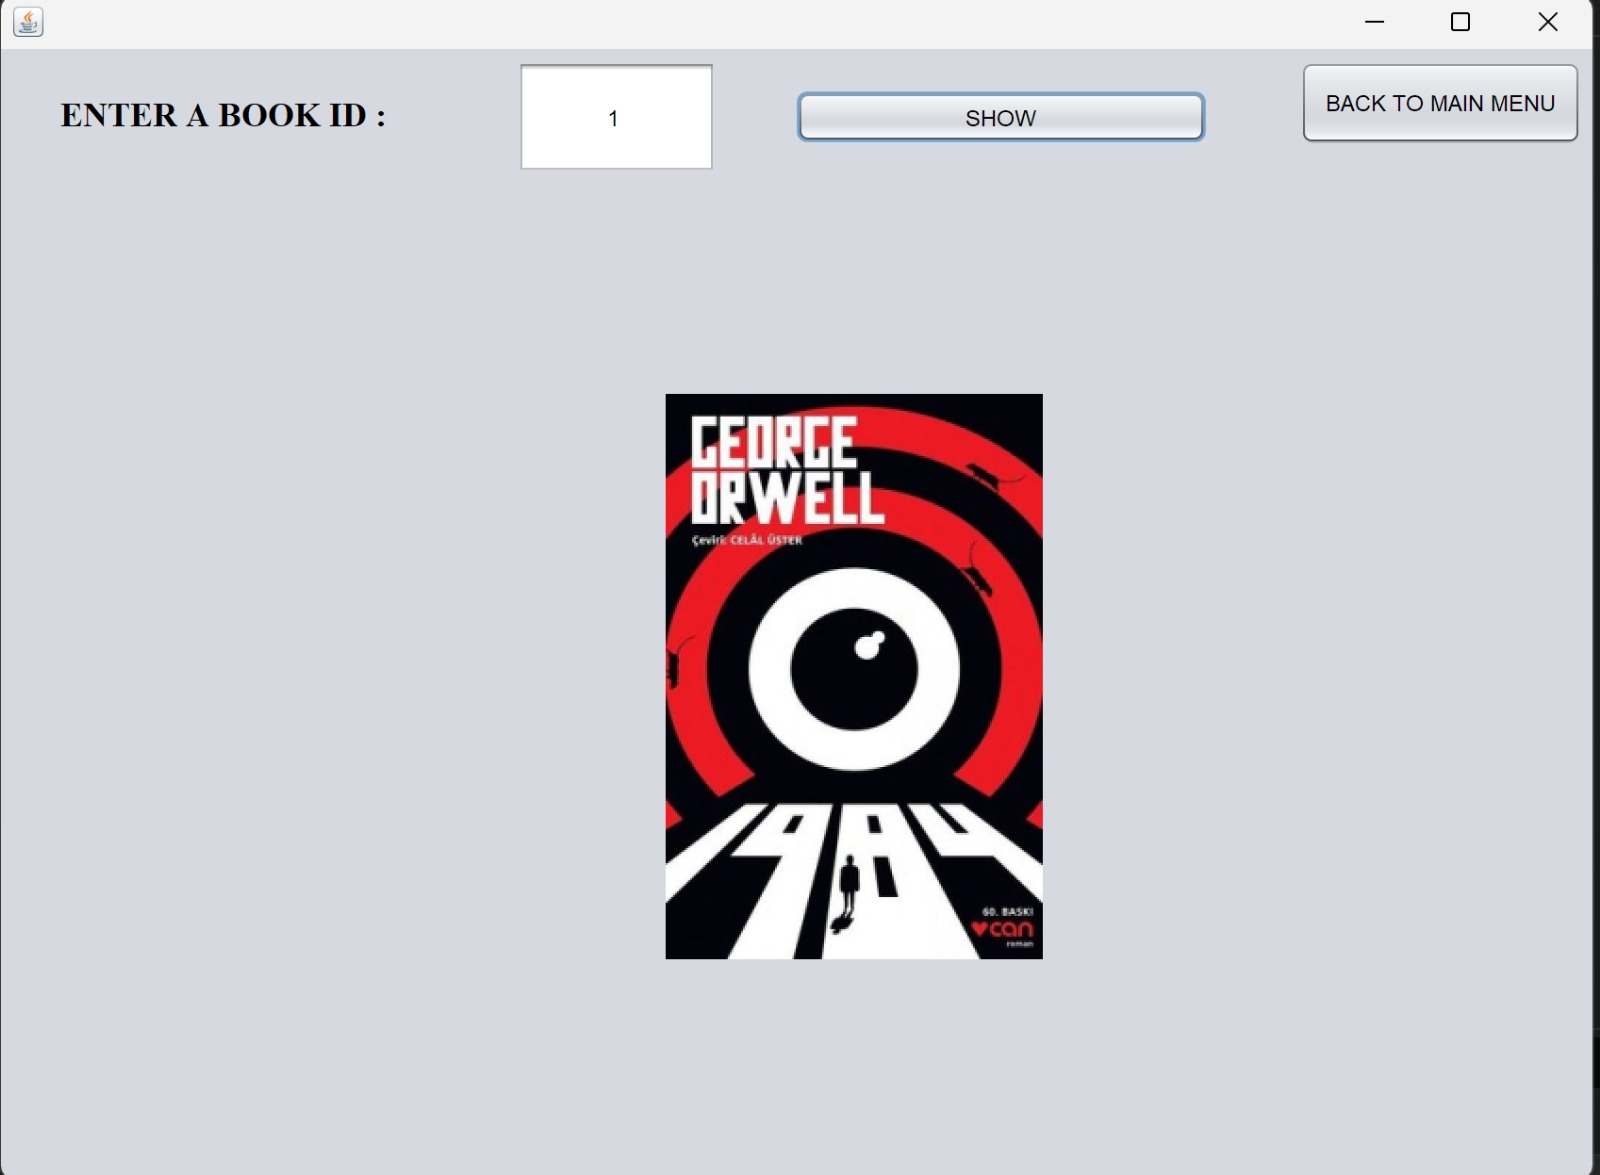 ENTER A BOOK ID :
1
SHOW
BACK TO MAIN MENU
GEORGE
ORWELL
Çeviri: CELÂL ÜSTER
1984
60. BASKI
can
roman